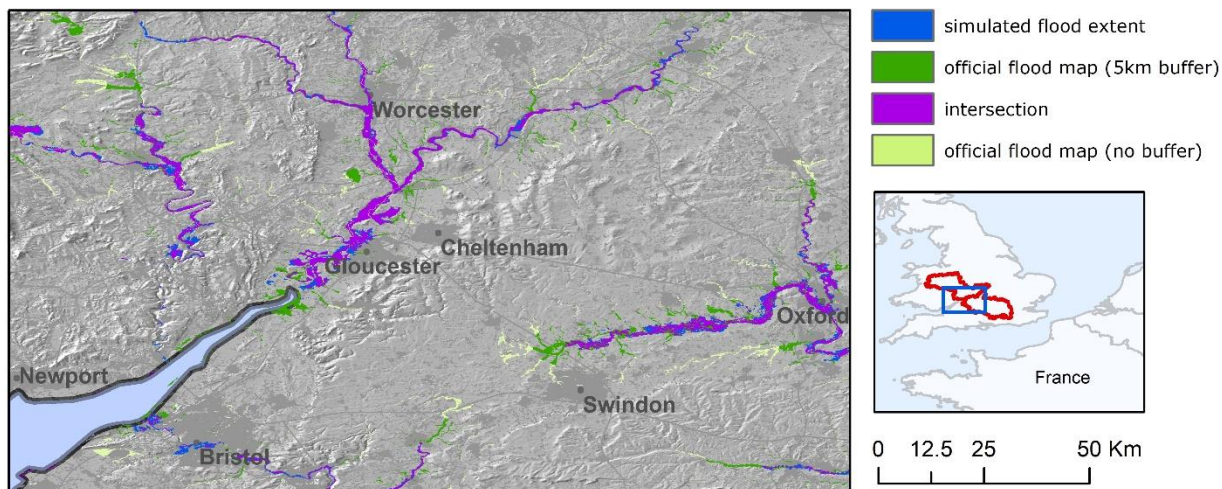 Worcester
Cheltenham
Gloucester
Oxford
Newport
Swindon
Bristol
simulated flood extent
official flood map (5km buffer)
intersection
official flood map (no buffer)
France
0 12.5 25 50 Km